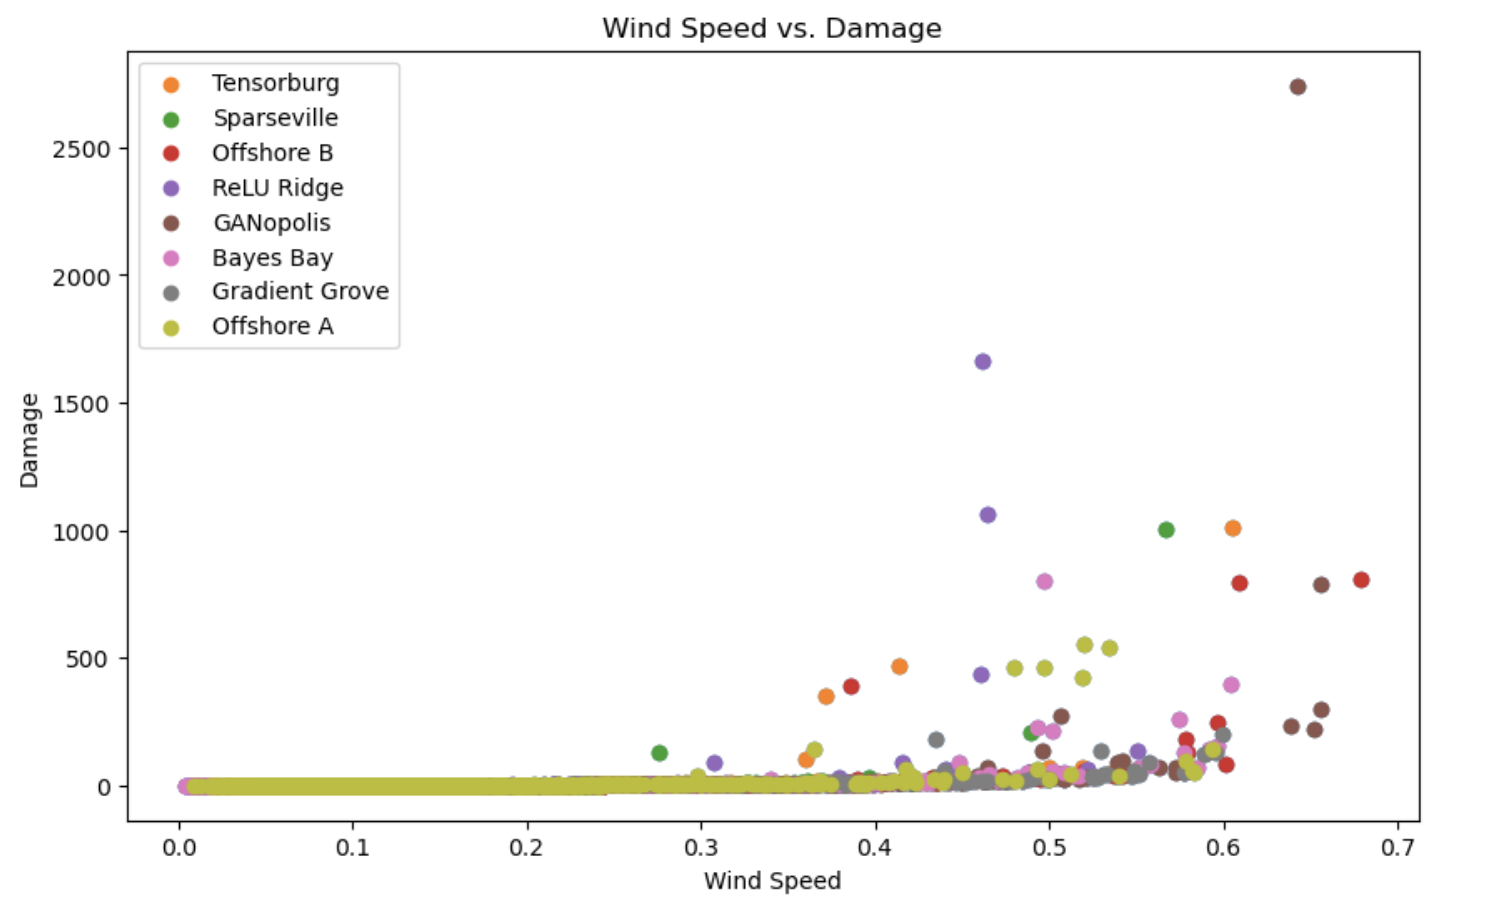 Wind Speed vs. Damage
Tensorburg
Sparseville
Offshore B
ReLU Ridge
GANopolis
Bayes Bay
Gradient Grove
Offshore A
2500
2000
1500
1000
500
0
Damage
0.0 0.1 0.2 0.3 0.4 0.5 0.6 0.7
Wind Speed